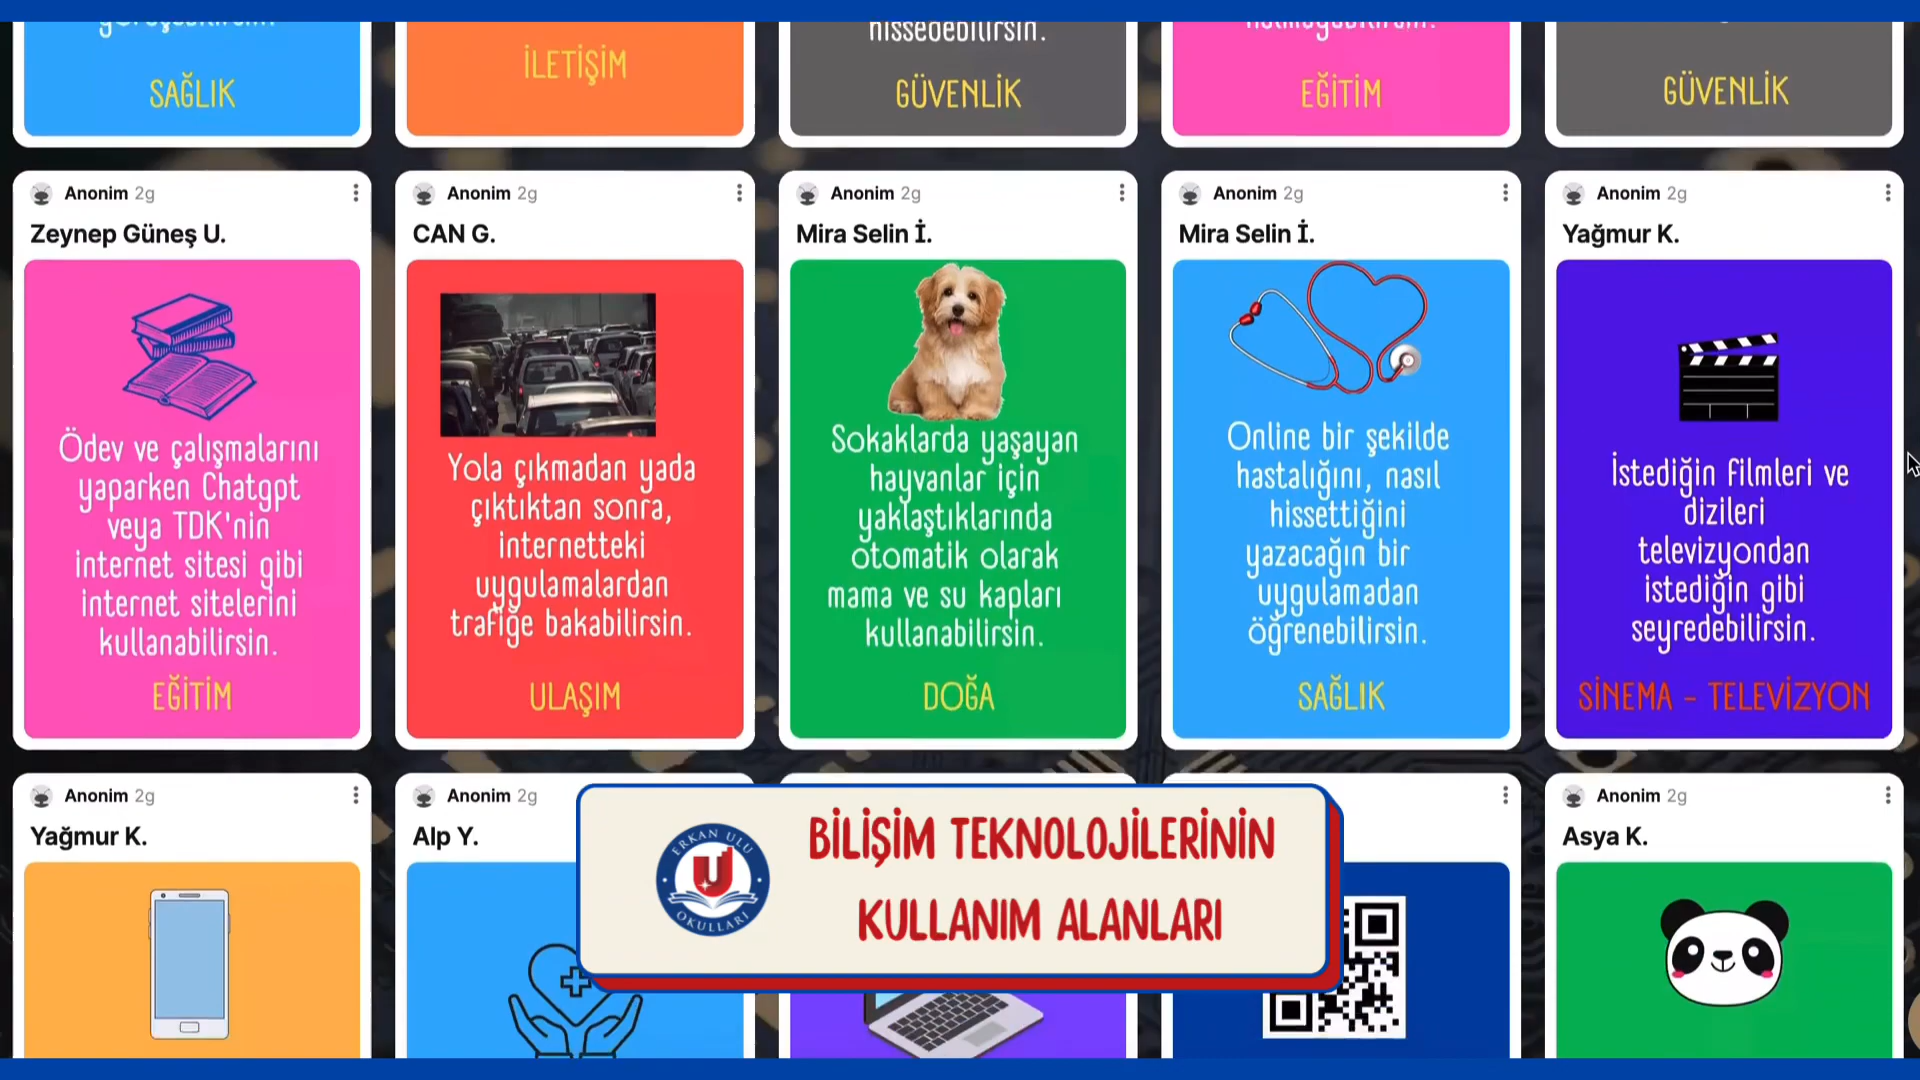 hissedebilirsin.
SAĞLIK
İLETİŞİM
GÜVENLİK
EĞİTİM
GÜVENLİK
Anonim 2g
Zeynep Güneş U.
Ödev ve çalışmalarını
yaparken Chatgpt
veya TDK'nin
internet sitesi gibi
internet sitelerini
kullanabilirsin.
EĞİTİM
Anonim 2g
CAN G.
Yola çıkmadan yada
çıktıktan sonra,
internetteki
uygulamalardan
trafiğe bakabilirsin.
ULAŞIM
Anonim 2g
Mira Selin İ.
Sokaklarda yaşayan
hayvanlar için
yaklaştıklarında
otomatik olarak
mama ve su kapları
kullanabilirsin.
DOĞA
Anonim 2g
Mira Selin İ.
Online bir şekilde
hastalığını, nasıl
hissettiğini
yazacağın bir
uygulamadan
öğrenebilirsin.
SAĞLIK
Anonim 2g
Yağmur K.
İstediğin filmleri ve
dizileri
televizyondan
istediğin gibi
seyredebilirsin.
SİNEMA - TELEVİZYON
Anonim 2g
Yağmur K.
Anonim 2g
Alp Y.
ERKAN ULU
U
OKULLARI
BİLİŞİM TEKNOLOJİLERİNİN
KULLANIM ALANLARI
Anonim 2g
Asya K.